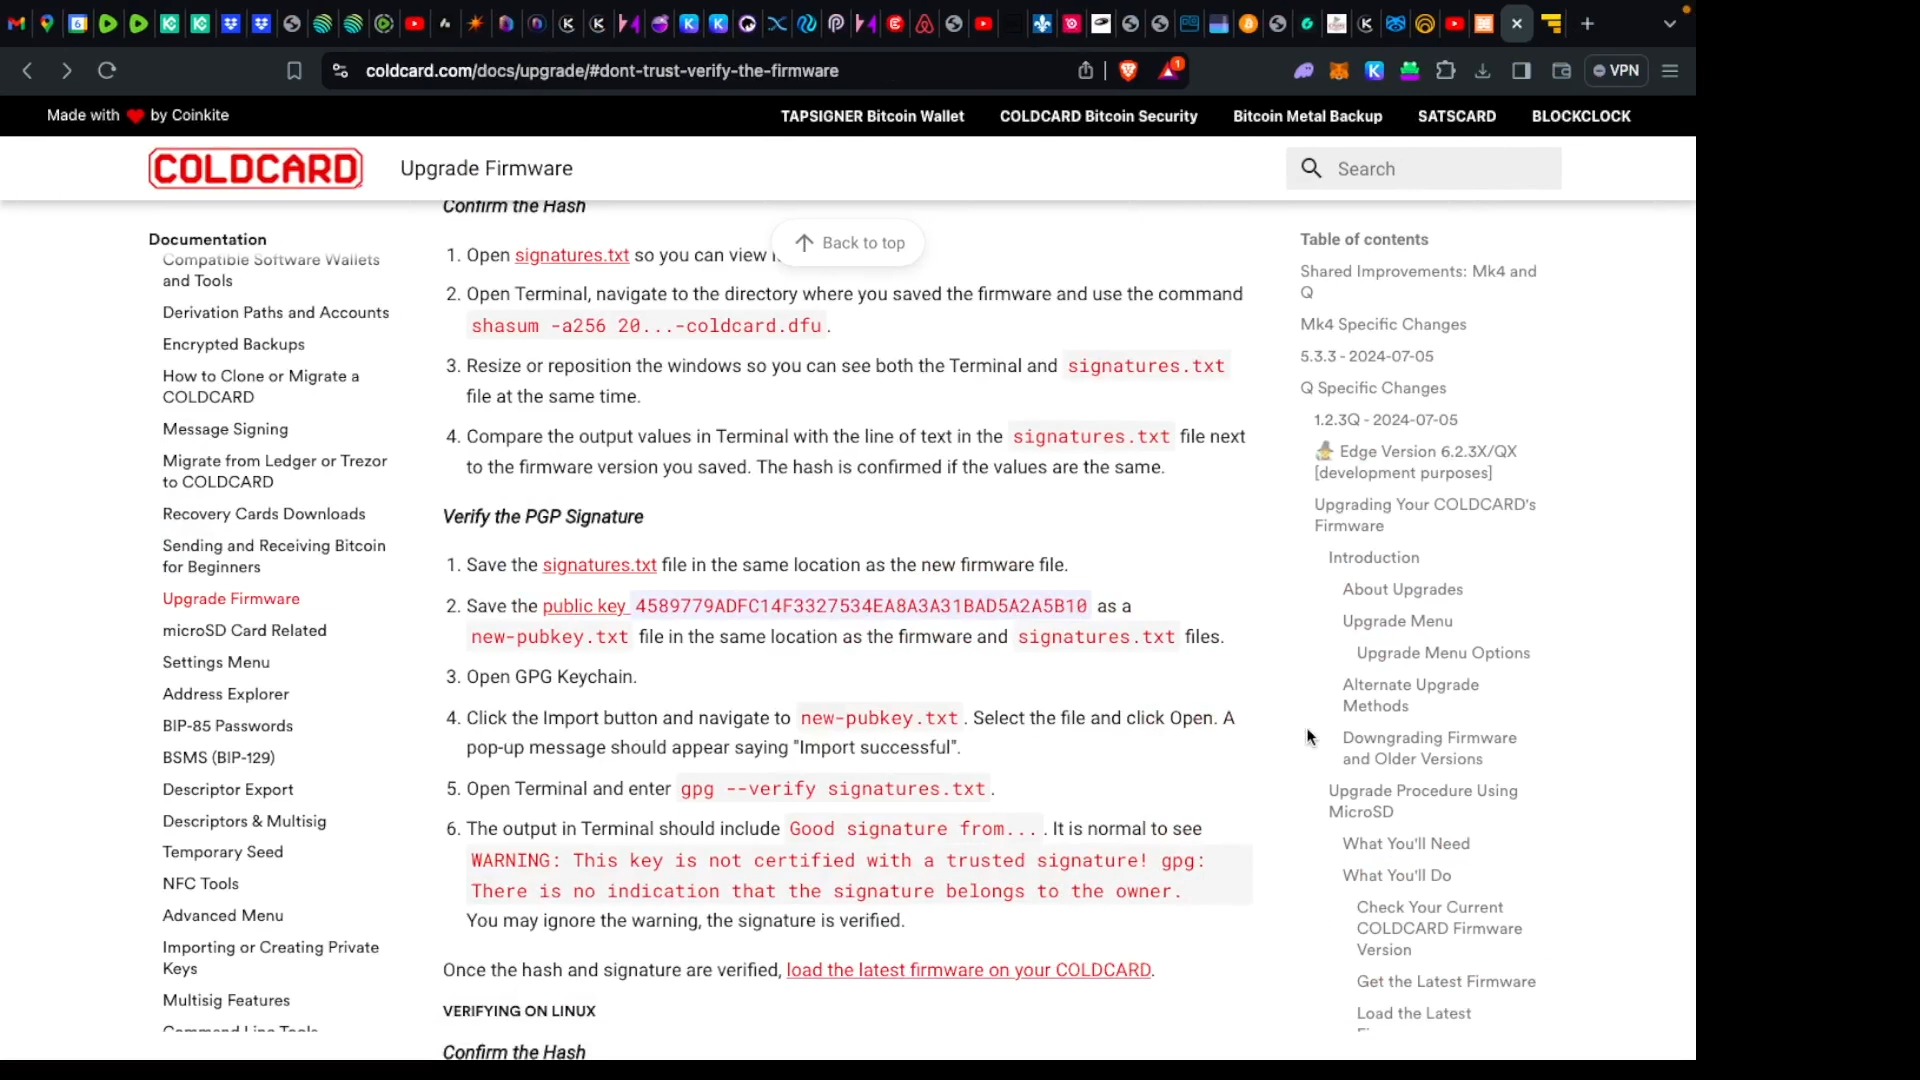 coldcard.com/docs/upgrade/#dont-trust-verify-the-firmware
1
VPN
Made with by Coinkite
TAPSIGNER Bitcoin Wallet
COLDCARD Bitcoin Security
Bitcoin Metal Backup
SATSCARD
BLOCKCLOCK
COLDCARD
Upgrade Firmware
Search
Documentation
Compatible Software Wallets
and Tools
Derivation Paths and Accounts
Encrypted Backups
How to Clone or Migrate a
COLDCARD
Message Signing
Migrate from Ledger or Trezor
to COLDCARD
Recovery Cards Downloads
Sending and Receiving Bitcoin
for Beginners
Upgrade Firmware
microSD Card Related
Settings Menu
Address Explorer
BIP-85 Passwords
BSMS (BIP-129)
Descriptor Export
Descriptors & Multisig
Temporary Seed
NFC Tools
Advanced Menu
Importing or Creating Private
Keys
Multisig Features
Command Line Tools
Confirm the Hash
Back to top
1. Open signatures.txt so you can view
2. Open Terminal, navigate to the directory where you saved the firmware and use the command
shasum -a256 20...-coldcard.dfu.
3. Resize or reposition the windows so you can see both the Terminal and signatures.txt
file at the same time.
4. Compare the output values in Terminal with the line of text in the signatures.txt file next
to the firmware version you saved. The hash is confirmed if the values are the same.
Verify the PGP Signature
1. Save the signatures.txt file in the same location as the new firmware file.
2. Save the public key 4589779ADFC14F3327534EA8A3A31BAD5A2A5B10 as a
new-pubkey.txt file in the same location as the firmware and signatures.txt files.
3. Open GPG Keychain.
4. Click the Import button and navigate to new-pubkey.txt. Select the file and click Open. A
pop-up message should appear saying "Import successful".
5. Open Terminal and enter gpg --verify signatures.txt.
6. The output in Terminal should include Good signature from.... It is normal to see
WARNING: This key is not certified with a trusted signature! gpg:
There is no indication that the signature belongs to the owner.
You may ignore the warning, the signature is verified.
Once the hash and signature are verified, load the latest firmware on your COLDCARD.
VERIFYING ON LINUX
Confirm the Hash
Table of contents
Shared Improvements: Mk4 and
Q
Mk4 Specific Changes
5.3.3 - 2024-07-05
Q Specific Changes
1.2.3Q - 2024-07-05
Edge Version 6.2.3X/QX
[development purposes]
Upgrading Your COLDCARD's
Firmware
Introduction
About Upgrades
Upgrade Menu
Upgrade Menu Options
Alternate Upgrade
Methods
Downgrading Firmware
and Older Versions
Upgrade Procedure Using
MicroSD
What You'll Need
What You'll Do
Check Your Current
COLDCARD Firmware
Version
Get the Latest Firmware
Load the Latest